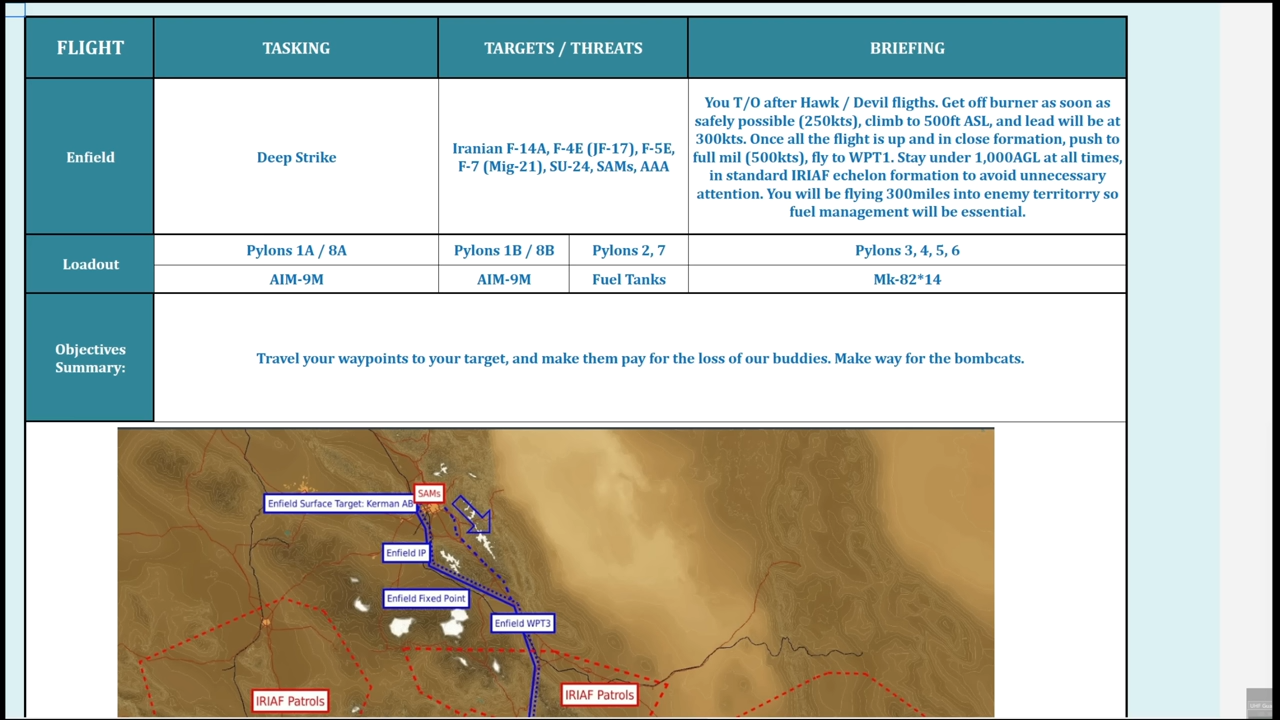 FLIGHT
TASKING
TARGETS / THREATS
BRIEFING
Enfield
Deep Strike
Iranian F-14A, F-4E (JF-17), F-5E,
F-7 (Mig-21), SU-24, SAMs, AAA
You T/O after Hawk / Devil fligths. Get off burner as soon as
safely possible (250kts), climb to 500ft ASL, and lead will be at
300kts. Once all the flight is up and in close formation, push to
full mil (500kts), fly to WPT1. Stay under 1,000AGL at all times,
in standard IRIAF echelon formation to avoid unnecessary
attention. You will be flying 300miles into enemy territorry so
fuel management will be essential.
Loadout
Pylons 1A / 8A
Pylons 1B / 8B
Pylons 2, 7
Pylons 3, 4, 5, 6
AIM-9M
AIM-9M
Fuel Tanks
Mk-82*14
Objectives
Summary:
Travel your waypoints to your target, and make them pay for the loss of our buddies. Make way for the bombcats.
SAMs
Enfield Surface Target: Kerman AB
Enfield IP
Enfield Fixed Point
Enfield WPT3
IRIAF Patrols
IRIAF Patrols